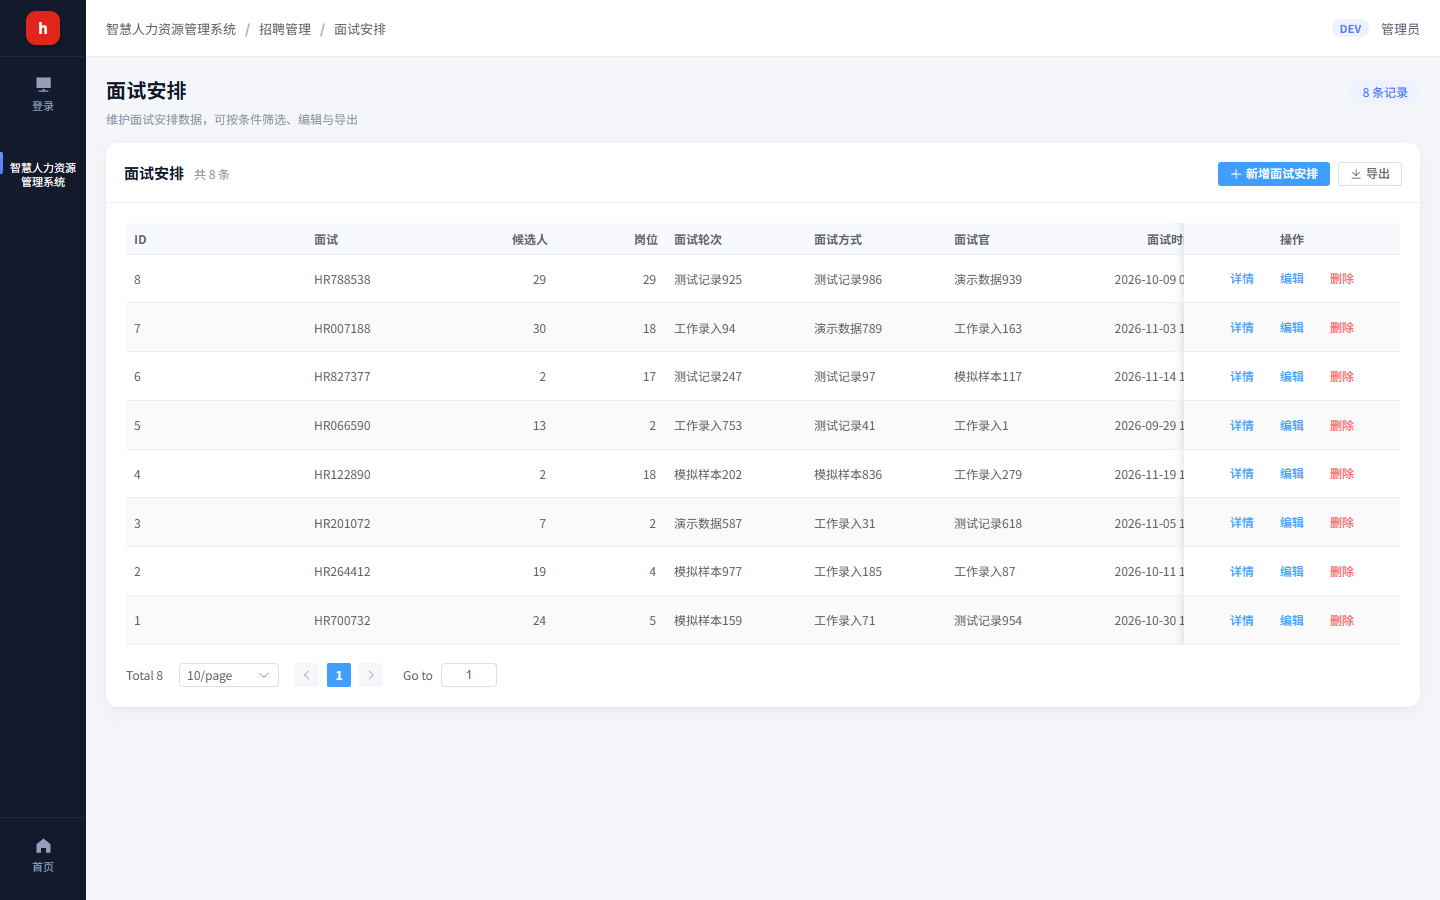 h
智慧人力资源管理系统 / 招聘管理 / 面试安排
DEV 管理员
登录
智慧人力资源
管理系统
首页
面试安排
8 条记录
维护面试安排数据，可按条件筛选、编辑与导出
面试安排 共 8 条
新增面试安排 导出
ID 面试 候选人 岗位 面试轮次 面试方式 面试官 面试时 操作
8 HR788538 29 29 测试记录925 测试记录986 演示数据939 2026-10-09 0 详情 编辑 删除
7 HR007188 30 18 工作录入94 演示数据789 工作录入163 2026-11-03 1 详情 编辑 删除
6 HR827377 2 17 测试记录247 测试记录97 模拟样本117 2026-11-14 1 详情 编辑 删除
5 HR066590 13 2 工作录入753 测试记录41 工作录入1 2026-09-29 1 详情 编辑 删除
4 HR122890 2 18 模拟样本202 模拟样本836 工作录入279 2026-11-19 1 详情 编辑 删除
3 HR201072 7 2 演示数据587 工作录入31 测试记录618 2026-11-05 1 详情 编辑 删除
2 HR264412 19 4 模拟样本977 工作录入185 工作录入87 2026-10-11 1 详情 编辑 删除
1 HR700732 24 5 模拟样本159 工作录入71 测试记录954 2026-10-30 1 详情 编辑 删除
Total 8 10/page 1 Go to 1